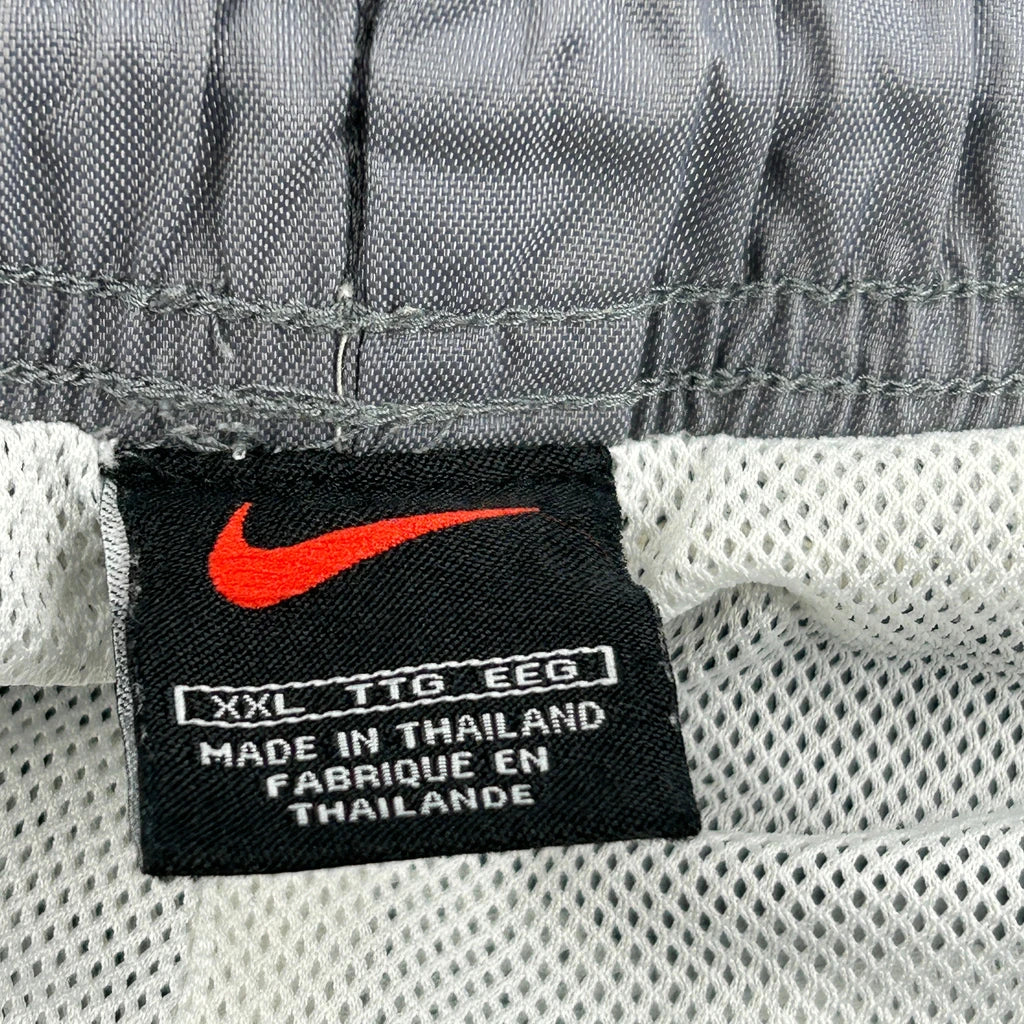 XXL TTG EEG
MADE IN THAILAND
FABRIQUE EN
THAILANDE